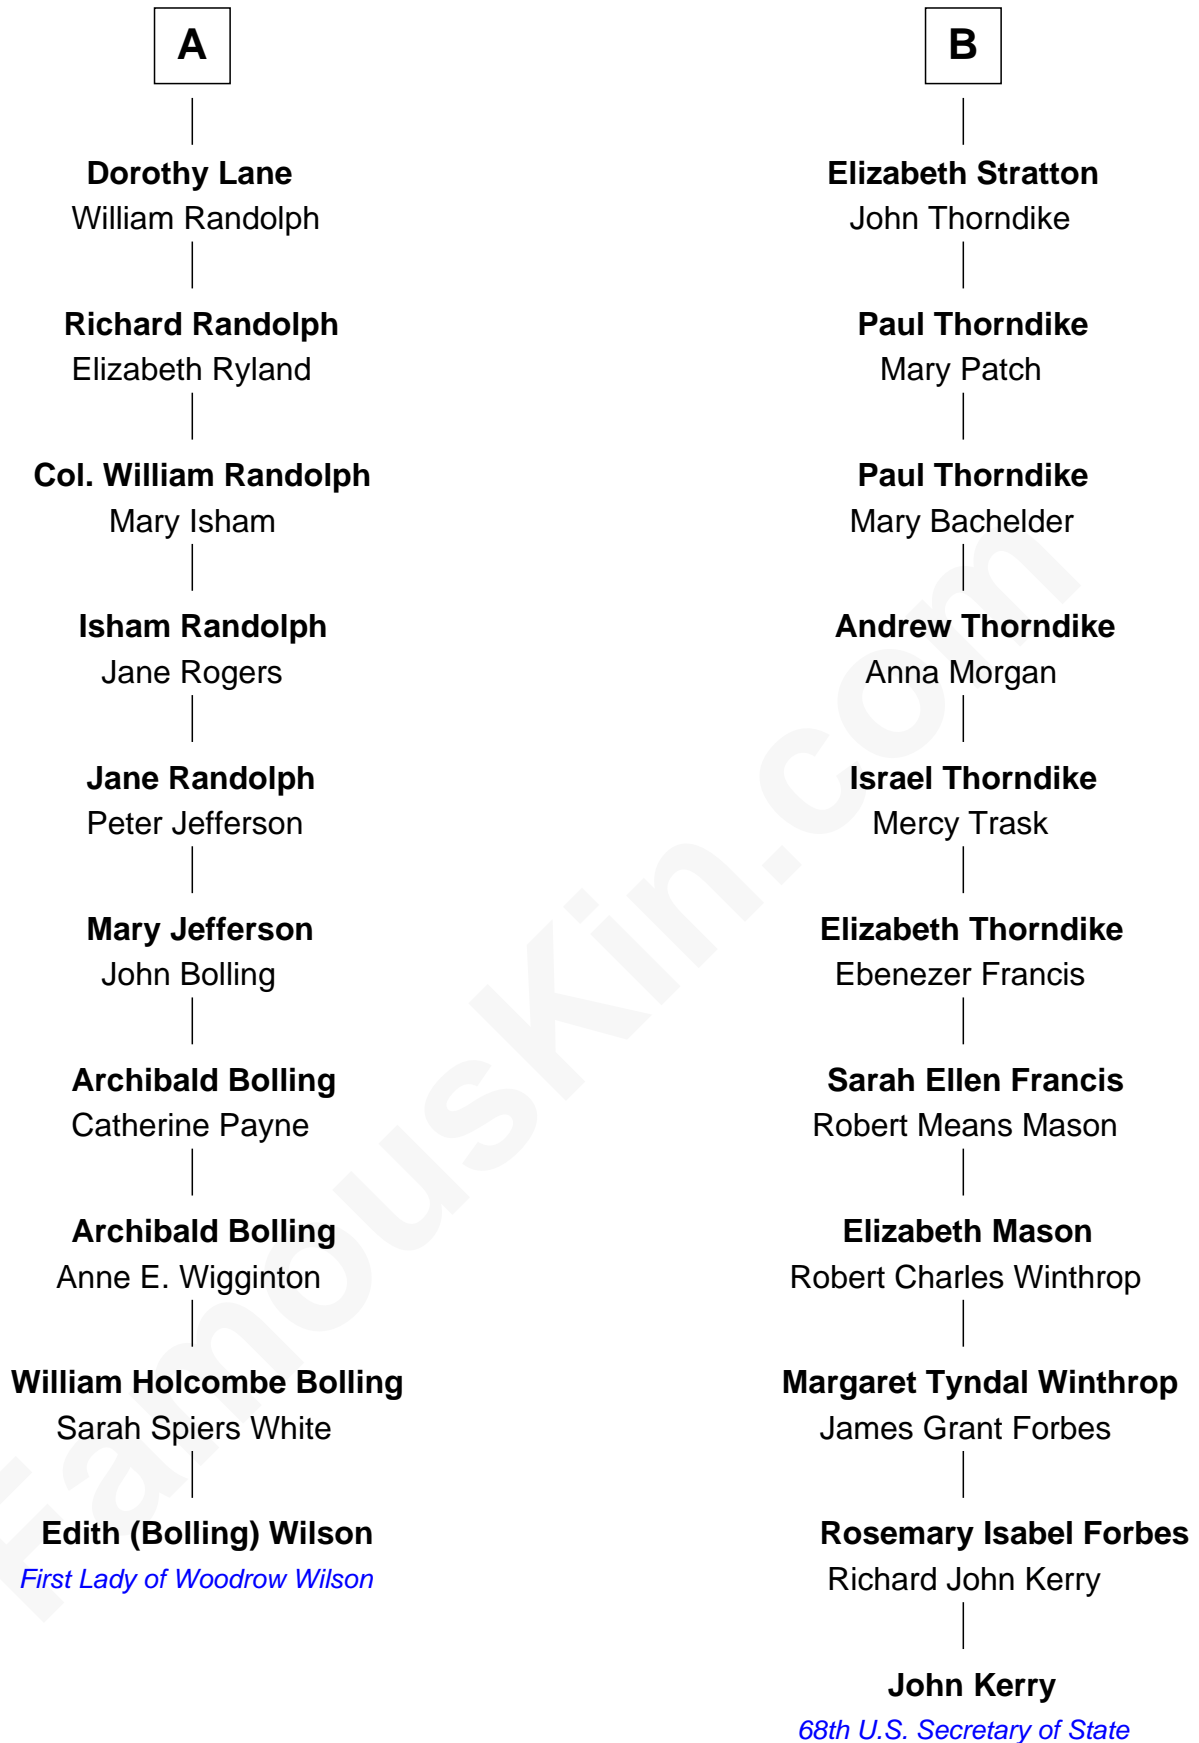 A
Dorothy Lane
William Randolph
Richard Randolph
Elizabeth Ryland
Col. William Randolph
Mary Isham
Isham Randolph
Jane Rogers
Jane Randolph
Peter Jefferson
Mary Jefferson
John Bolling
Archibald Bolling
Catherine Payne
Archibald Bolling
Anne E. Wigginton
William Holcombe Bolling
Sarah Spiers White
Edith (Bolling) Wilson
First Lady of Woodrow Wilson
B
Elizabeth Stratton
John Thorndike
Paul Thorndike
Mary Patch
Paul Thorndike
Mary Bachelder
Andrew Thorndike
Anna Morgan
Israel Thorndike
Mercy Trask
Elizabeth Thorndike
Ebenezer Francis
Sarah Ellen Francis
Robert Means Mason
Elizabeth Mason
Robert Charles Winthrop
Margaret Tyndal Winthrop
James Grant Forbes
Rosemary Isabel Forbes
Richard John Kerry
John Kerry
68th U.S. Secretary of State
FamousKin.com